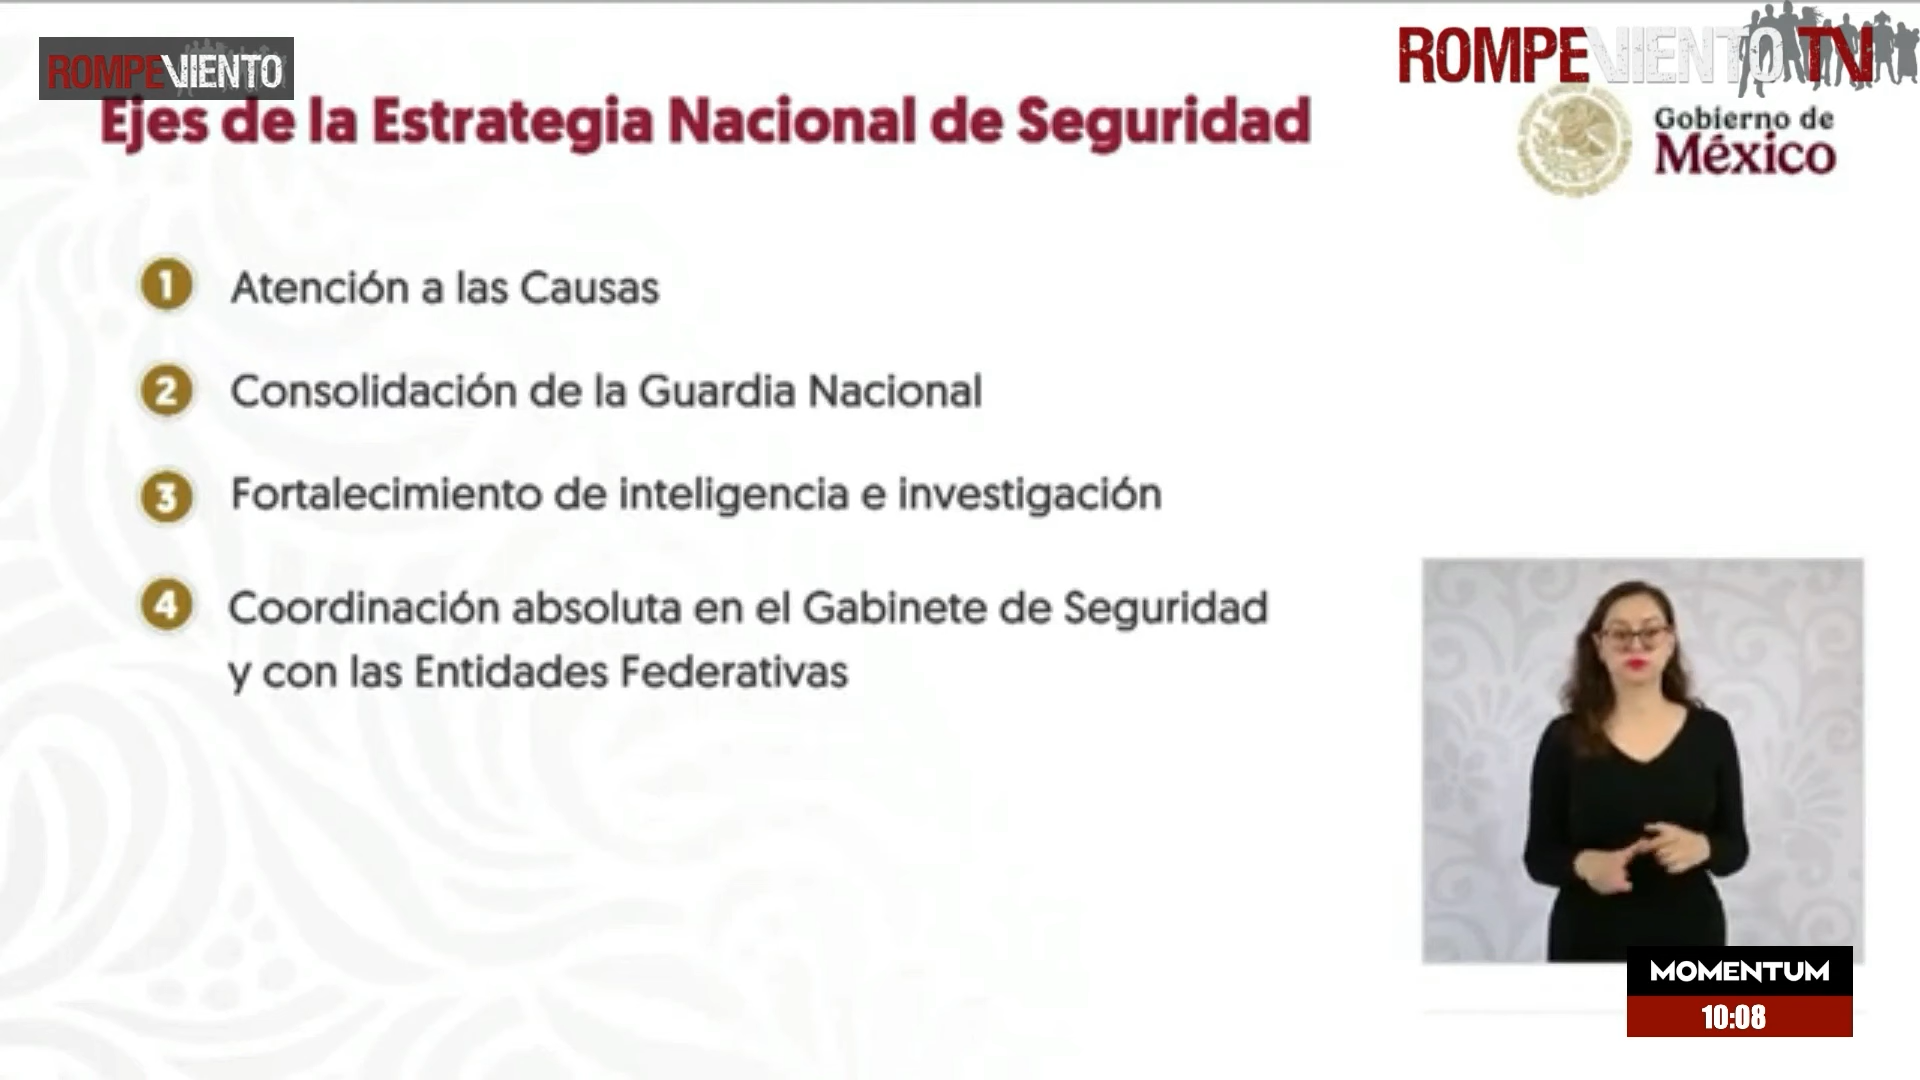 ROMPEVIENTO
ROMPEVIENTO TV
Ejes de la Estrategia Nacional de Seguridad
Gobierno de
México
1 Atención a las Causas
2 Consolidación de la Guardia Nacional
3 Fortalecimiento de inteligencia e investigación
4 Coordinación absoluta en el Gabinete de Seguridad
y con las Entidades Federativas
MOMENTUM
10:08